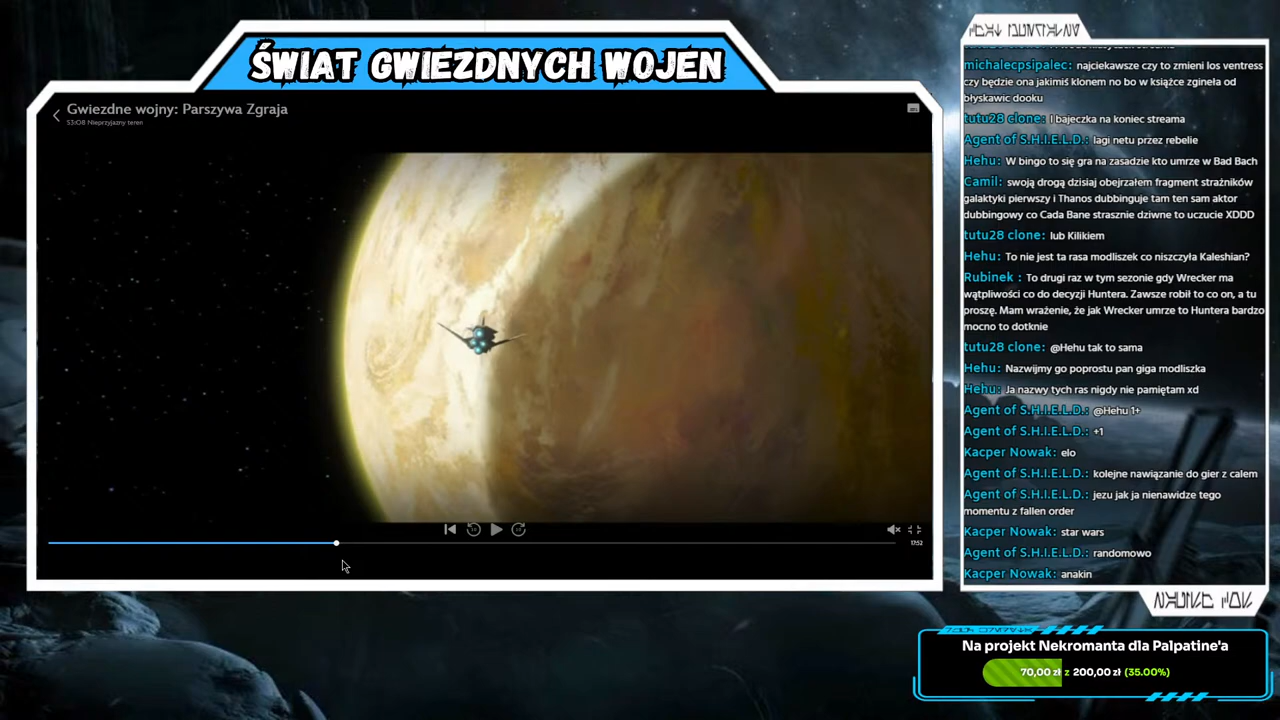 ŚWIAT GWIEZDNYCH WOJEN
Gwiezdne wojny: Parszywa Zgraja
S3:O8 Nieprzyjazny teren
17:52
michalecpsipalec: najciekawsze czy to zmieni los ventress
czy będzie ona jakimiś klonem no bo w książce zgineła od
błyskawic dooku
tutu28 clone: I bajeczka na koniec streama
Agent of S.H.I.E.L.D.: lagi netu przez rebelie
Hehu: W bingo to się gra na zasadzie kto umrze w Bad Bach
Camil: swoją drogą dzisiaj obejrzałem fragment strażników
galaktyki pierwszy i Thanos dubbinguje tam ten sam aktor
dubbingowy co Cada Bane strasznie dziwne to uczucie XDDD
tutu28 clone: lub Kilikiem
Hehu: To nie jest ta rasa modliszek co niszczyła Kaleshian?
Rubinek : To drugi raz w tym sezonie gdy Wrecker ma
wątpliwości co do decyzji Huntera. Zawsze robił to co on, a tu
proszę. Mam wrażenie, że jak Wrecker umrze to Huntera bardzo
mocno to dotknie
tutu28 clone: @Hehu tak to sama
Hehu: Nazwijmy go poprostu pan giga modliszka
Hehu: Ja nazwy tych ras nigdy nie pamiętam xd
Agent of S.H.I.E.L.D.: @Hehu 1+
Agent of S.H.I.E.L.D.: +1
Kacper Nowak: elo
Agent of S.H.I.E.L.D.: kolejne nawiązanie do gier z calem
Agent of S.H.I.E.L.D.: jezu jak ja nienawidze tego
momentu z fallen order
Kacper Nowak: star wars
Agent of S.H.I.E.L.D.: randomowo
Kacper Nowak: anakin
Na projekt Nekromanta dla Palpatine'a
70,00 zł z 200,00 zł (35.00%)